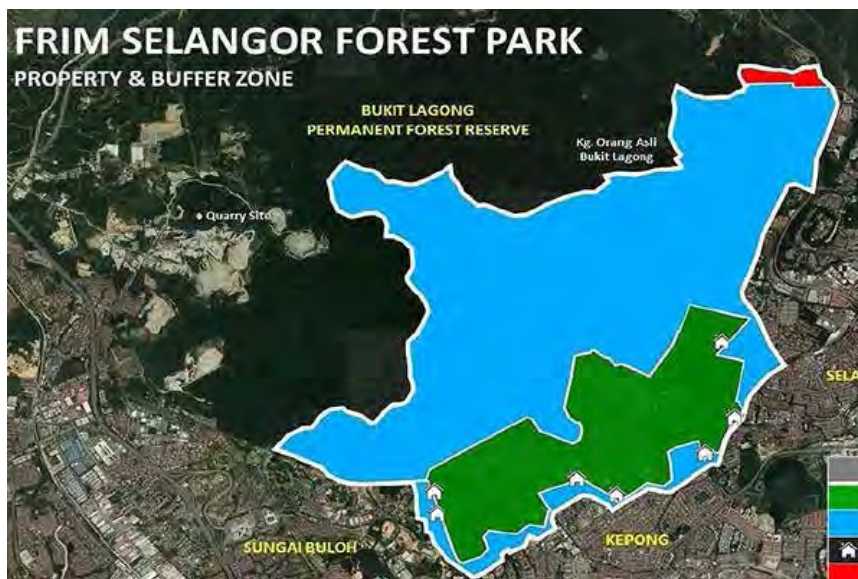 FRIM SELANGOR FOREST PARK
PROPERTY & BUFFER ZONE
BUKIT LAGONG
PERMANENT FOREST RESERVE
Kg. Orang Asli
Bukit Lagong
Quarry Site
SELA
SUNGAI BULOH
KEPONG